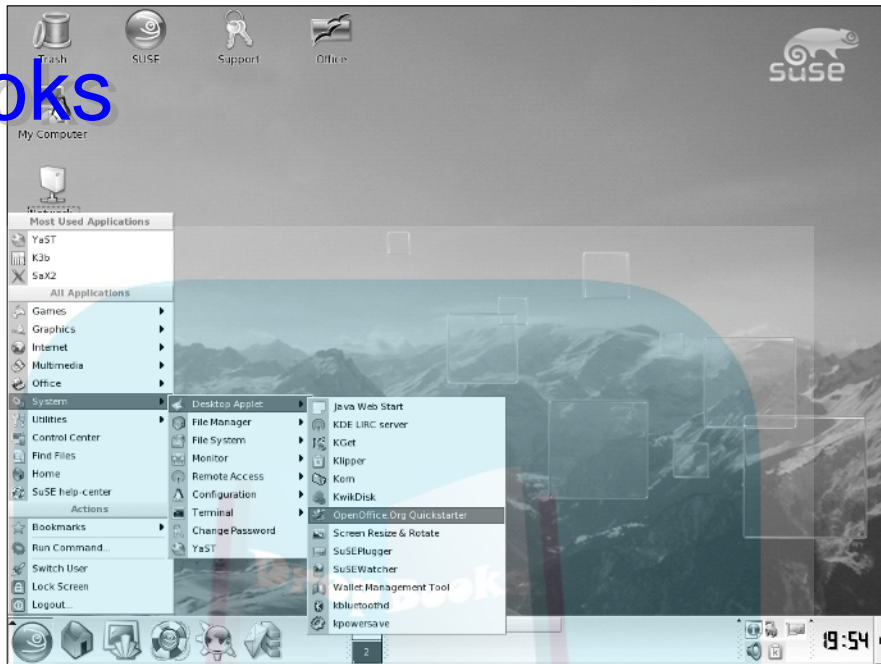 Trash SUSE Support Office
SUSE
oks
My Computer
Most Used Applications
YaST
K3b
SaX2
All Applications
Games
Graphics
Internet
Multimedia
Office
System
Utilities
Control Center
Find Files
Home
SuSE help-center
Actions
Bookmarks
Run Command...
Switch User
Lock Screen
Logout...
Desktop Applet
File Manager
File System
Monitor
Remote Access
Configuration
Terminal
Change Password
YaST
Java Web Start
KDE LIRC server
KGet
Klipper
Korn
KwikDisk
OpenOffice.Org Quickstarter
Screen Resize & Rotate
SuSEPlugger
SuSEWatcher
Wallet Management Tool
kbluetoothd
kpowersave
DropBooks
2
19:54